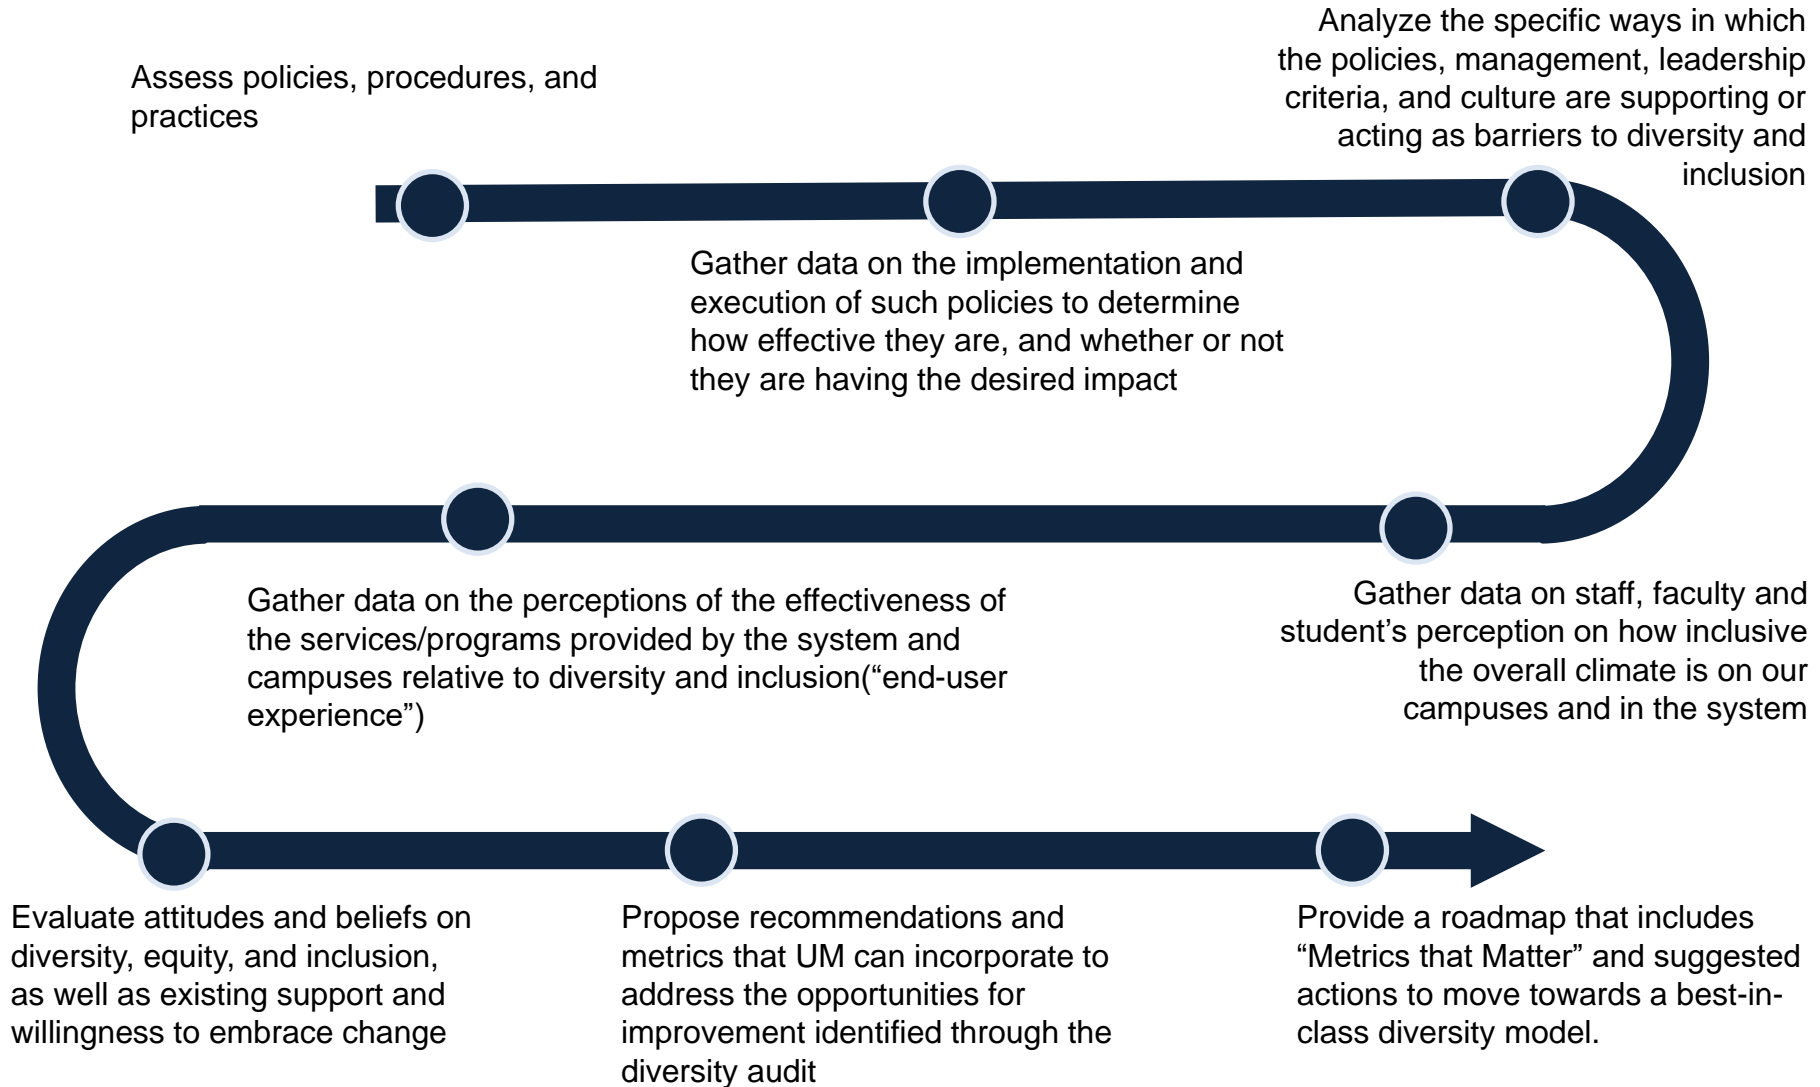 Assess policies, procedures, and
practices
Gather data on the implementation and
execution of such policies to determine
how effective they are, and whether or not
they are having the desired impact
Analyze the specific ways in which
the policies, management, leadership
criteria, and culture are supporting or
acting as barriers to diversity and
inclusion
Gather data on staff, faculty and
student’s perception on how inclusive
the overall climate is on our
campuses and in the system
Gather data on the perceptions of the effectiveness of
the services/programs provided by the system and
campuses relative to diversity and inclusion(“end-user
experience”)
Evaluate attitudes and beliefs on
diversity, equity, and inclusion,
as well as existing support and
willingness to embrace change
Propose recommendations and
metrics that UM can incorporate to
address the opportunities for
improvement identified through the
diversity audit
Provide a roadmap that includes
“Metrics that Matter” and suggested
actions to move towards a best-in-
class diversity model.